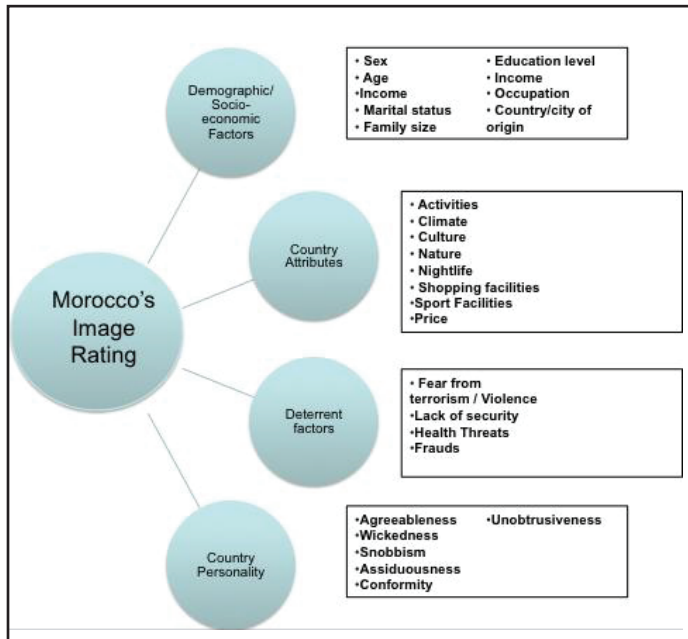 Demographic/
Socio-
economic
Factors
• Sex
• Age
•Income
• Marital status
• Family size
• Education level
• Income
• Occupation
• Country/city of
origin
Country
Attributes
• Activities
• Climate
• Culture
• Nature
• Nightlife
• Shopping facilities
•Sport Facilities
•Price
Morocco's
Image
Rating
Deterrent
factors
• Fear from
terrorism / Violence
•Lack of security
•Health Threats
•Frauds
Country
Personality
•Agreeableness
•Wickedness
•Snobbism
•Assiduousness
•Conformity
•Unobtrusiveness